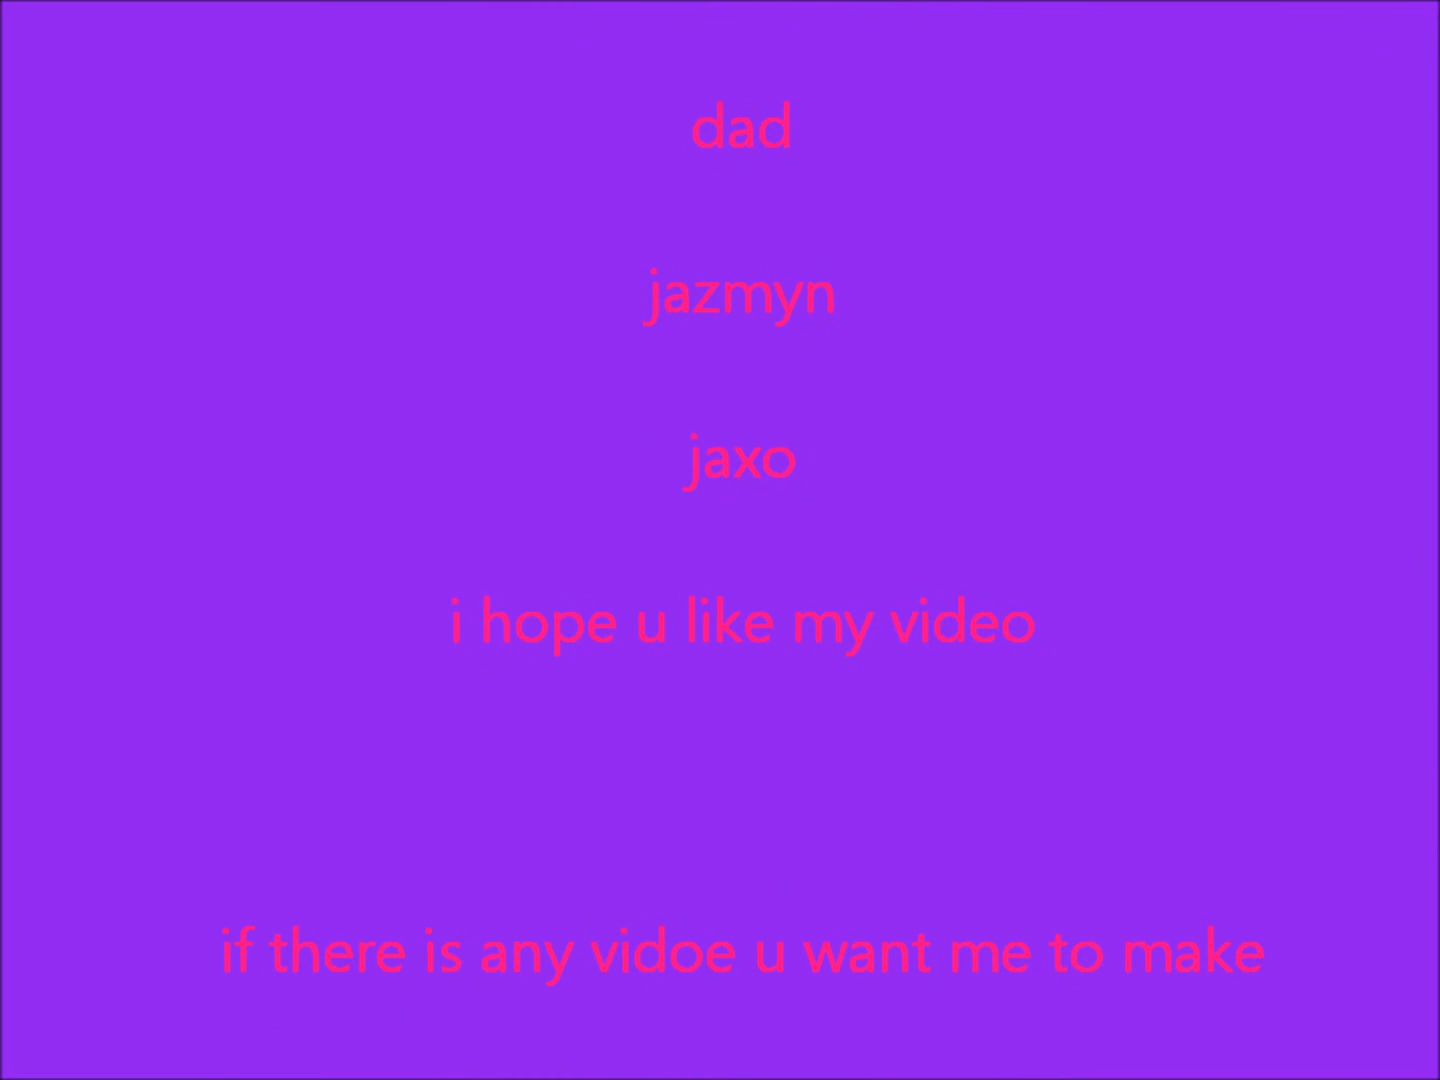 dad
jazmyn
jaxo
i hope u like my video
if there is any vidoe u want me to make